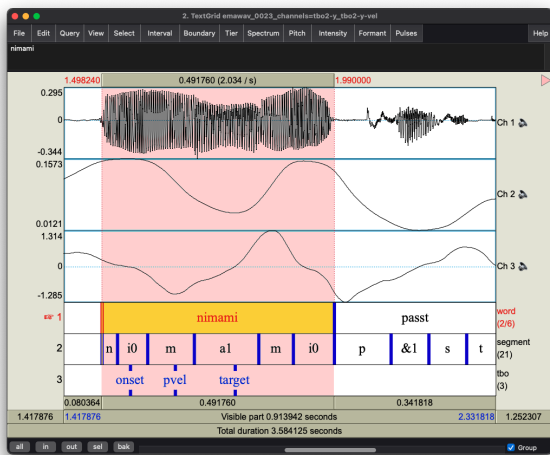 2. TextGrid emawav_0023_channels=tbo2-y_tbo2-y-vel
File Edit Query View Select Interval Boundary Tier Spectrum Pitch Intensity Formant Pulses Help
nimami
1.498240 0.491760 (2.034 / s) 1.990000
0.295
0
-0.344
Ch 1
0.1573
0.0121
Ch 2
1.314
0
-1.285
Ch 3
1 nimami passt word (2/6)
2 n i0 m a1 m i0 p &1 s t segment (21)
3 onset pvel target tbo (3)
0.080364 0.491760 0.341818
1.417876 1.417876 Visible part 0.913942 seconds 2.331818 1.252307
Total duration 3.584125 seconds
all in out sel bak Group